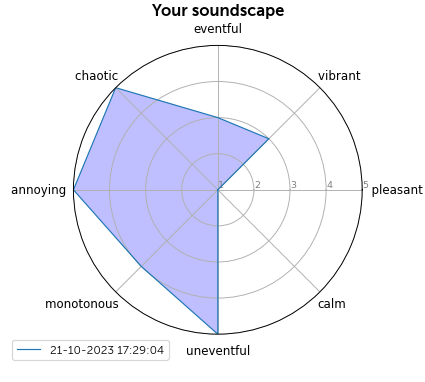 Your soundscape
eventful
chaotic
vibrant
annoying
1 2 3 4 5
pleasant
monotonous
calm
uneventful
21-10-2023 17:29:04